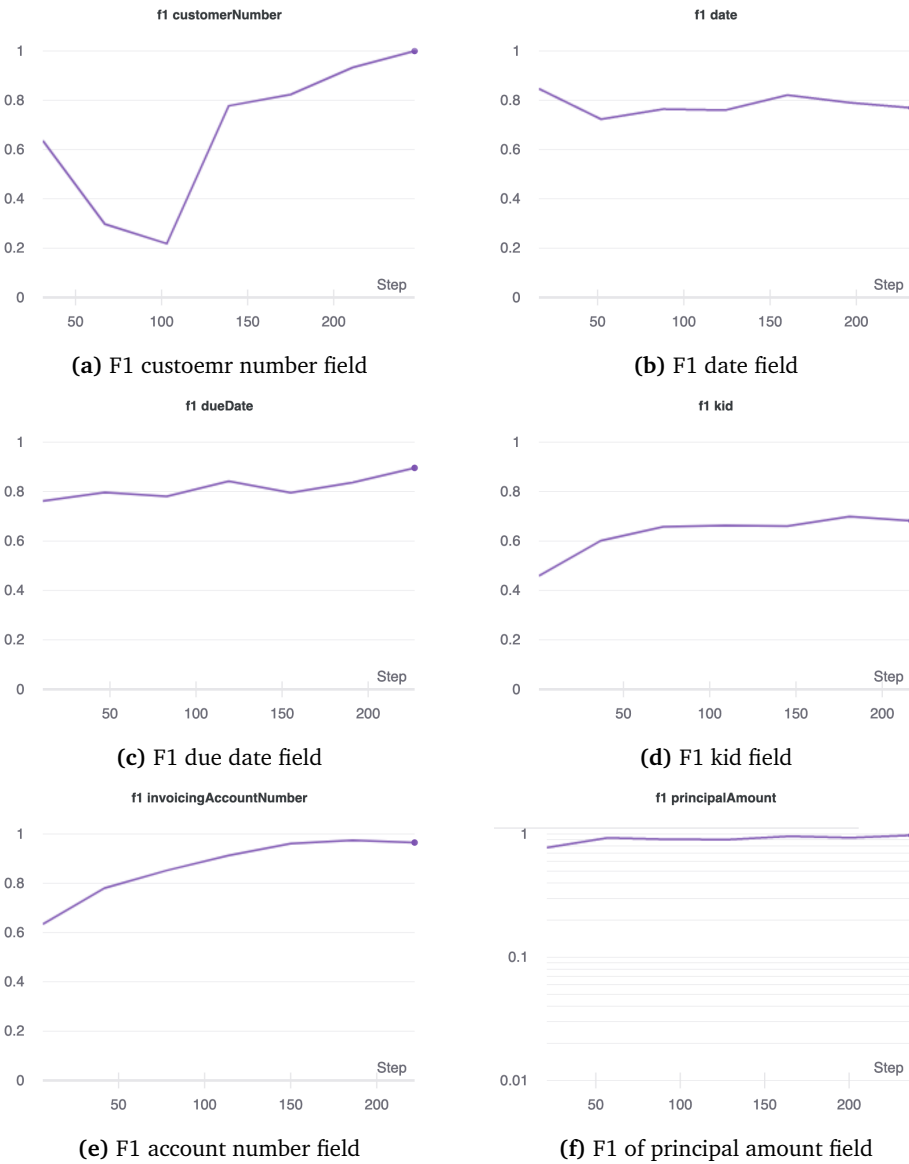 f1 customerNumber
1
0.8
0.6
0.4
0.2
0
Step
50 100 150 200
(a) F1 custoemr number field
f1 date
1
0.8
0.6
0.4
0.2
0
Step
50 100 150 200
(b) F1 date field
f1 dueDate
1
0.8
0.6
0.4
0.2
0
Step
50 100 150 200
(c) F1 due date field
f1 kid
1
0.8
0.6
0.4
0.2
0
Step
50 100 150 200
(d) F1 kid field
f1 invoicingAccountNumber
1
0.8
0.6
0.4
0.2
0
Step
50 100 150 200
(e) F1 account number field
f1 principalAmount
1
0.1
0.01
Step
50 100 150 200
(f) F1 of principal amount field